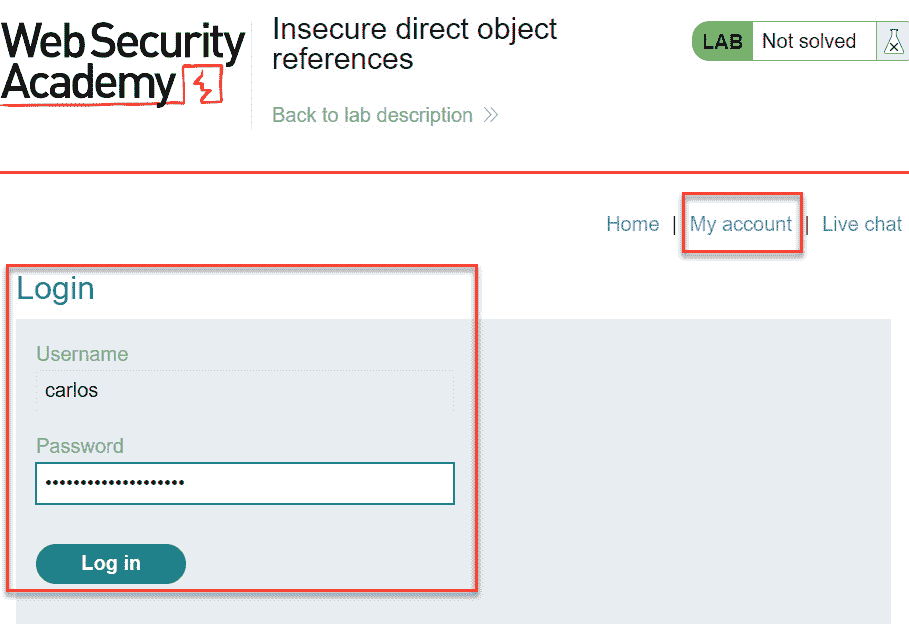 Web Security
Academy
Insecure direct object
references
Back to lab description
LAB Not solved
Home | My account | Live chat
Login
Username
carlos
Password
••••••••••••••••••••
Log in